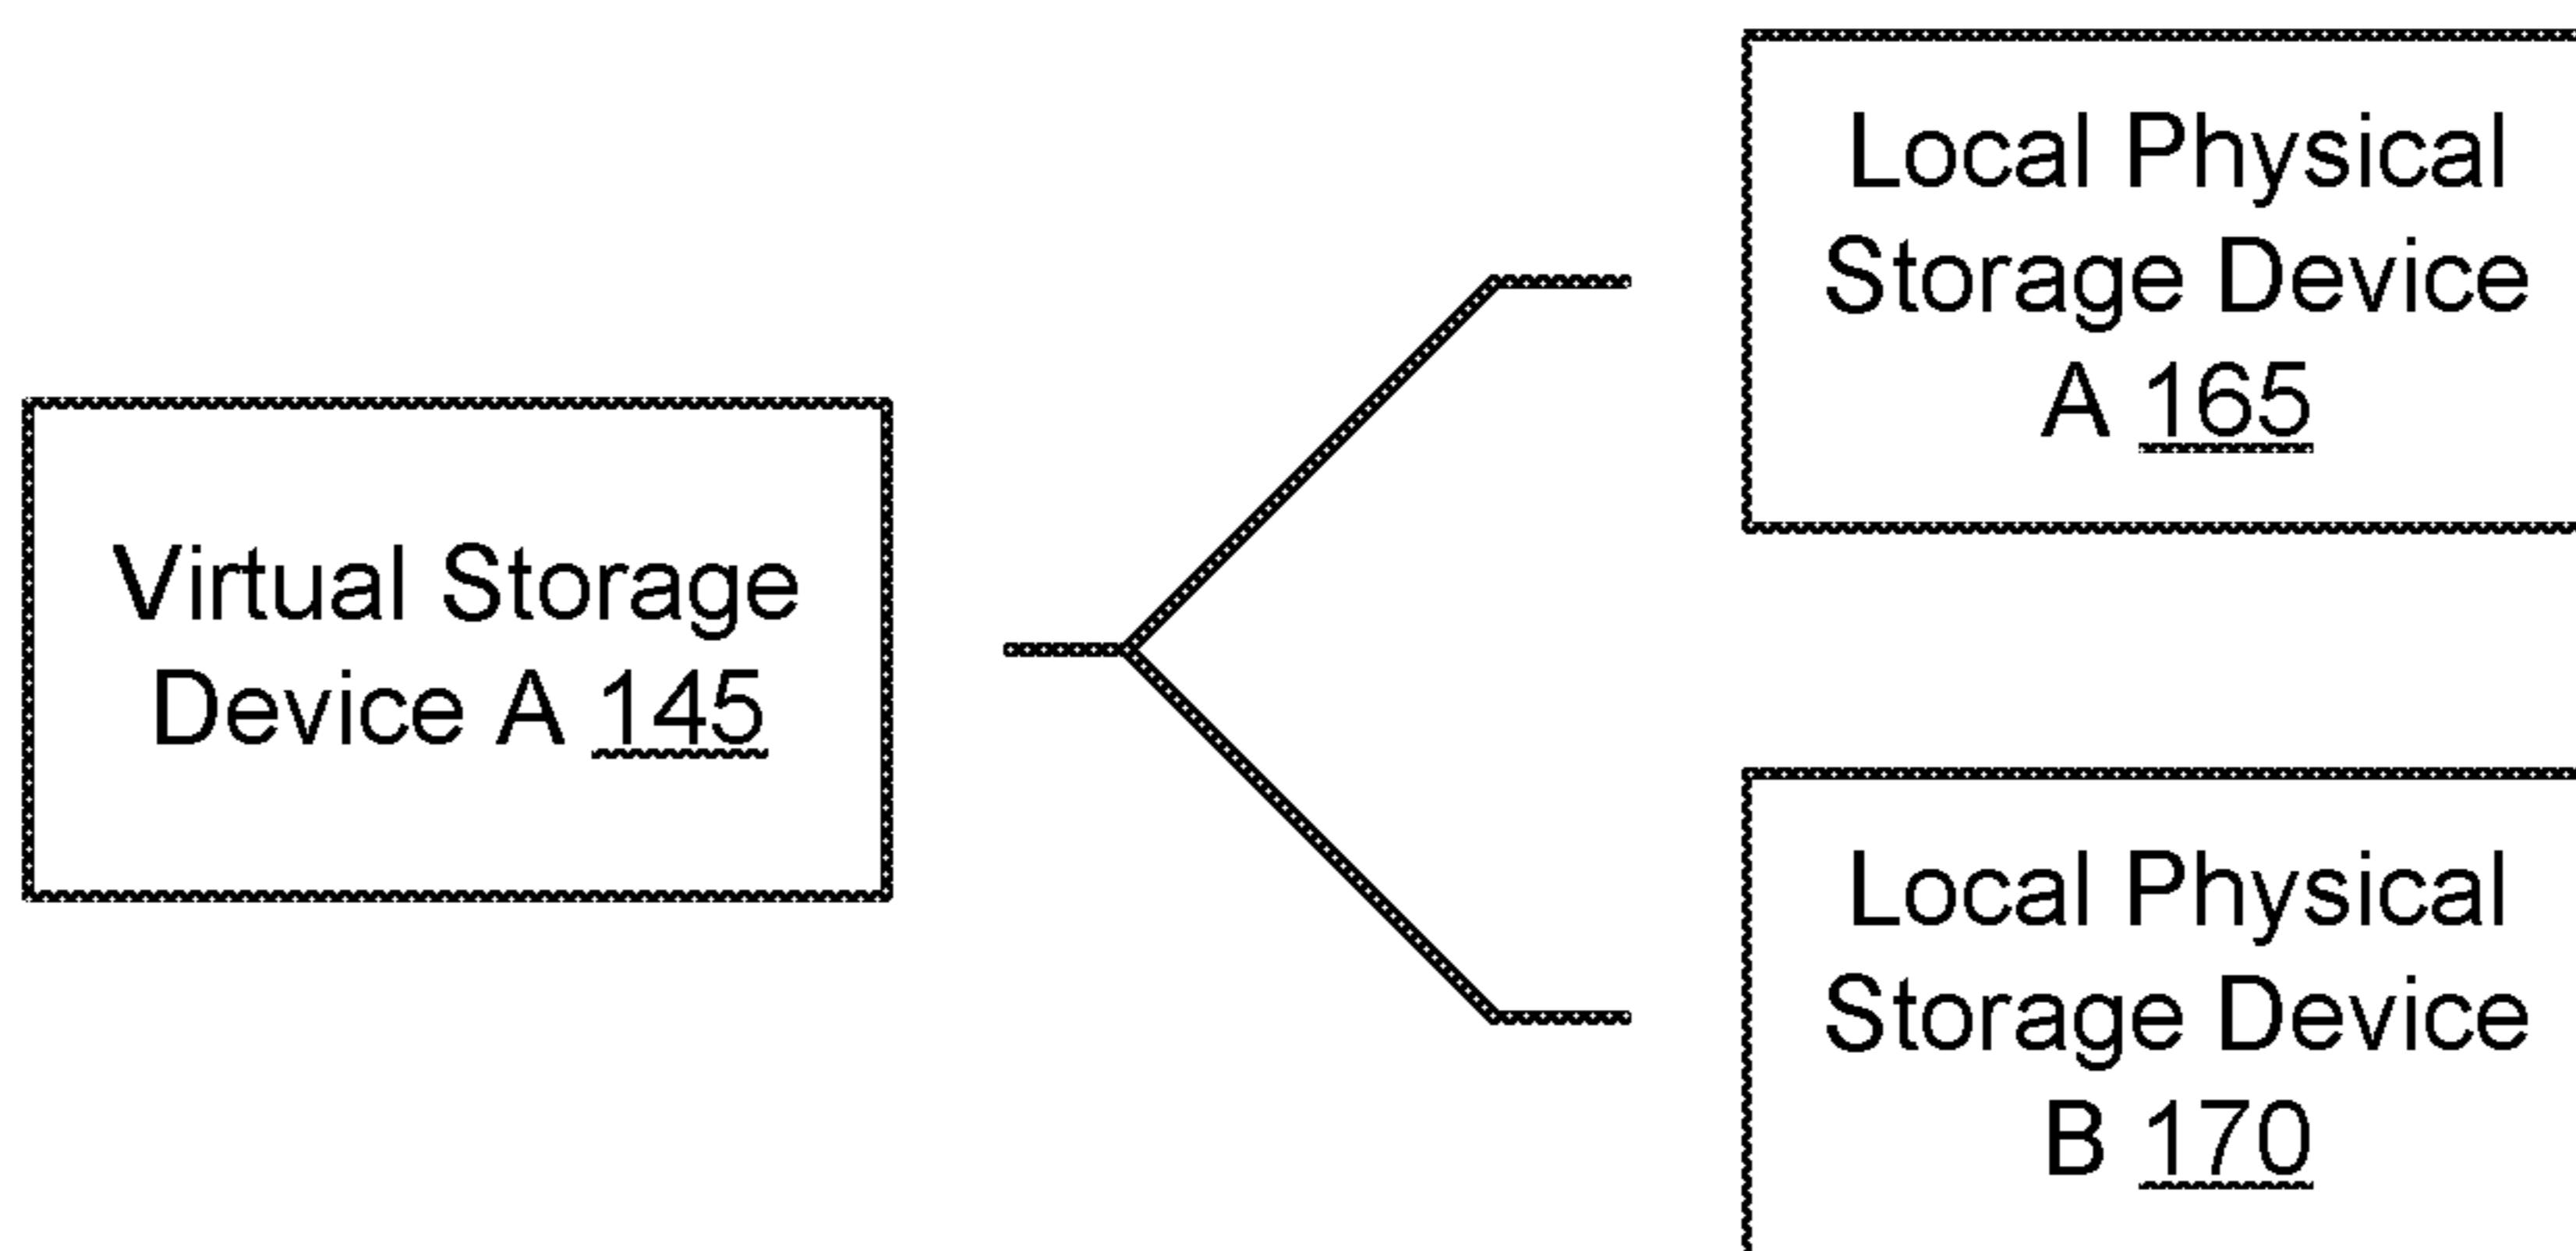 Virtual Storage
Device A 145
Local Physical
Storage Device
A 165
Local Physical
Storage Device
B 170